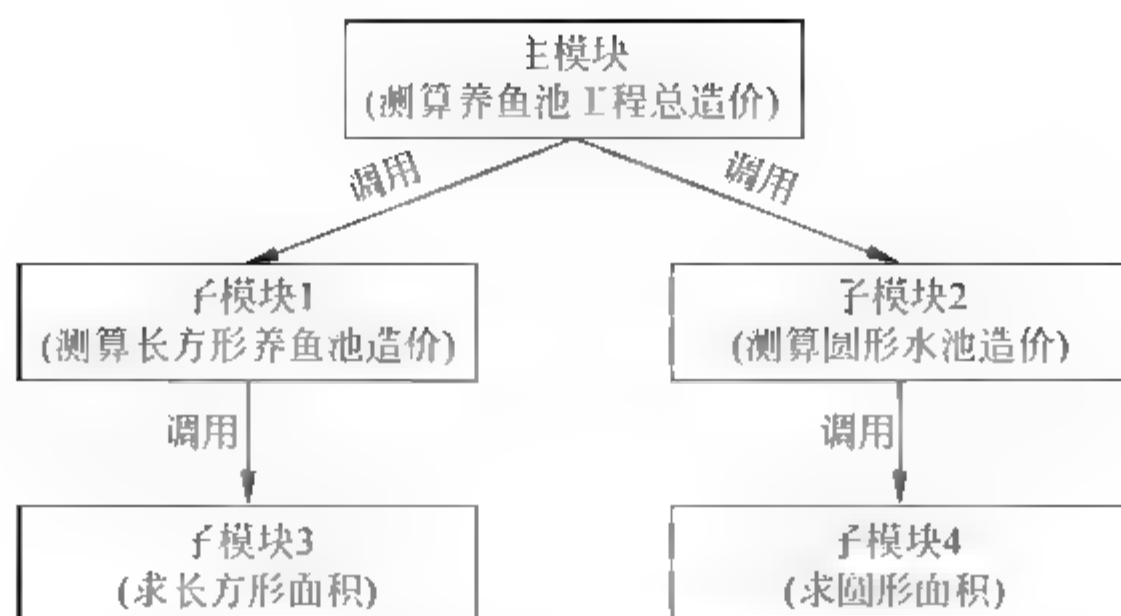 主模块
(测算养鱼池工程总造价)
调用
调用
子模块1
(测算长方形养鱼池造价)
子模块2
(测算圆形水池造价)
调用
调用
子模块3
(求长方形面积)
子模块4
(求圆形面积)